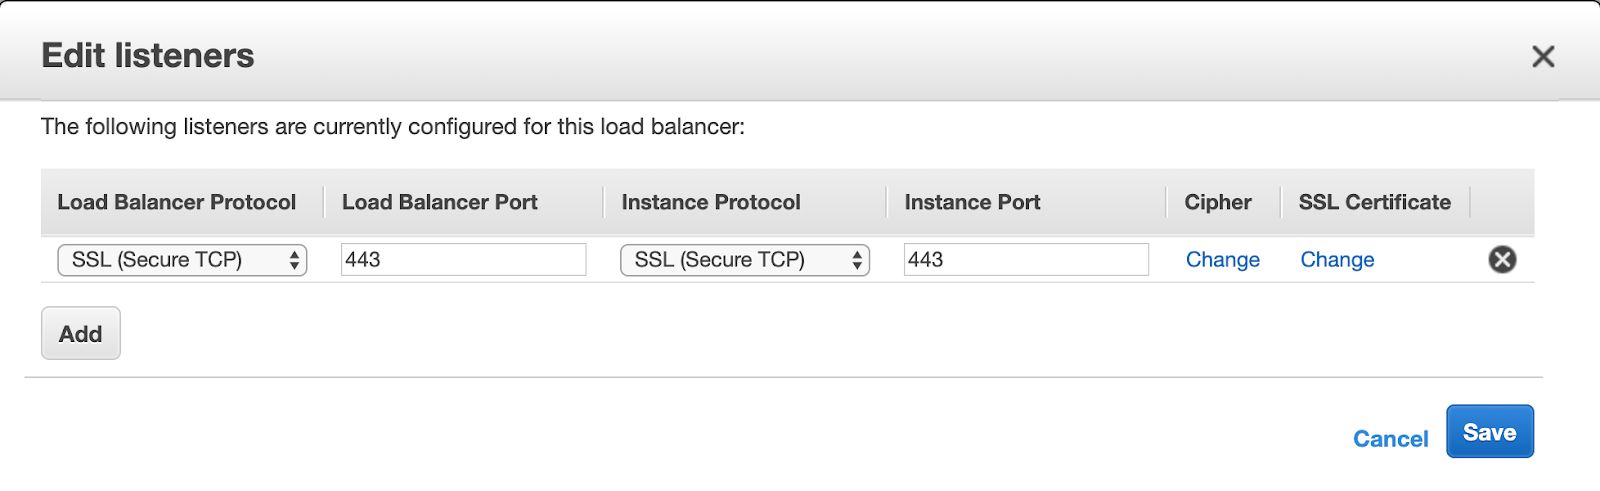 Edit listeners
The following listeners are currently configured for this load balancer:
Load Balancer Protocol Load Balancer Port Instance Protocol Instance Port Cipher SSL Certificate
SSL (Secure TCP) 443 SSL (Secure TCP) 443 Change Change
Add
Cancel Save